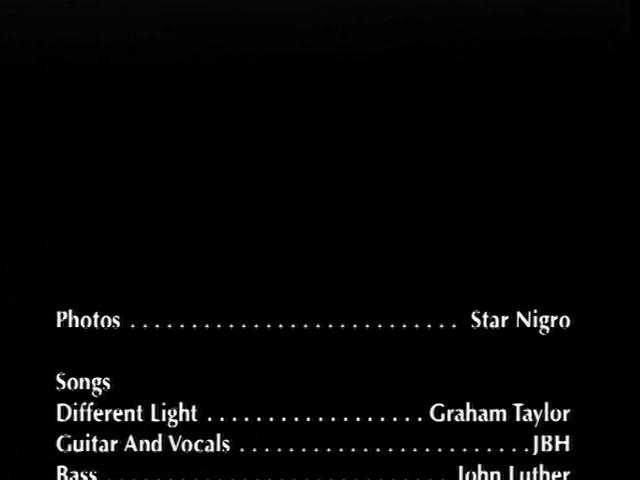 Photos . . . . . . . . . . . . . . . . . . . . . . . . . . . Star Nigro
Songs
Different Light . . . . . . . . . . . . . . . . . . Graham Taylor
Guitar And Vocals . . . . . . . . . . . . . . . . . . . . . . . . JBH
Bass . . . . . . . . . . . . . . . . . . . . . . . . . . . . John Luther